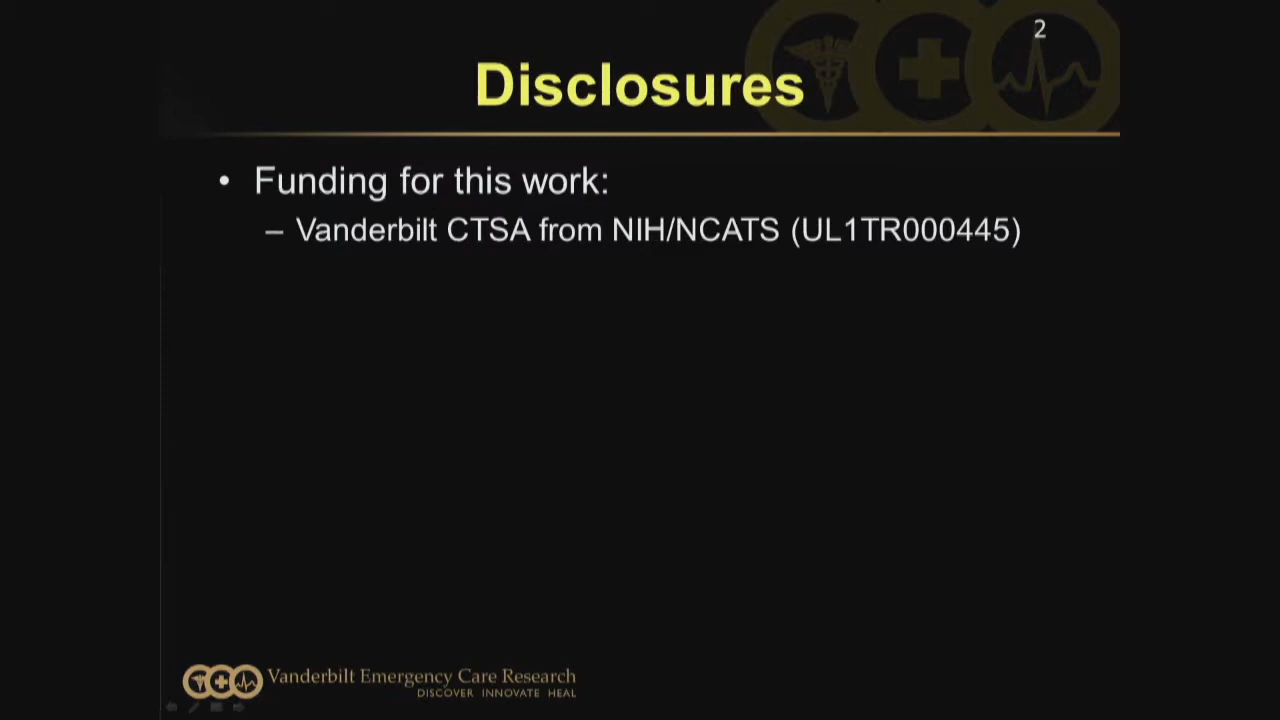 2
Disclosures
• Funding for this work:
– Vanderbilt CTSA from NIH/NCATS (UL1TR000445)
Vanderbilt Emergency Care Research
DISCOVER INNOVATE HEAL